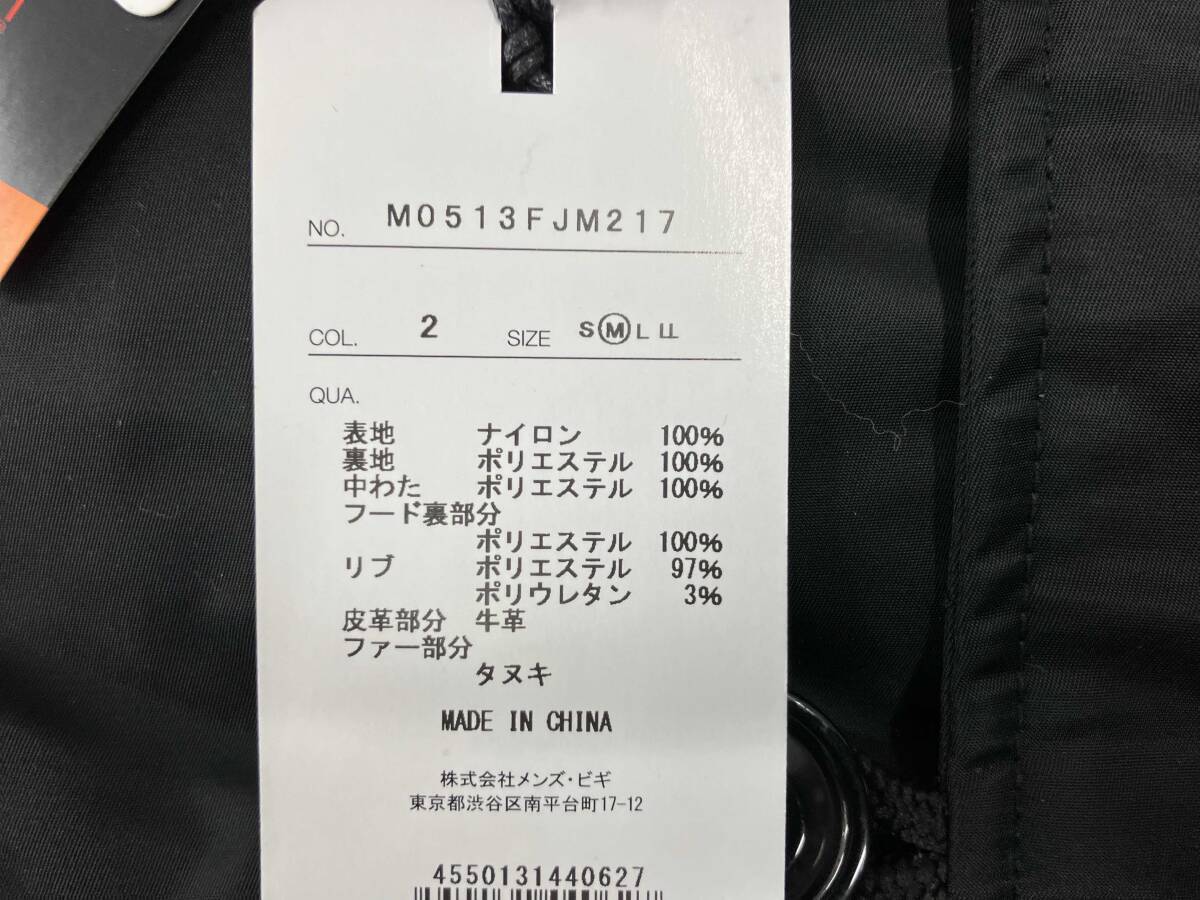 NO. M0513FJM217
COL. 2 SIZE S M L LL
QUA.
表地 ナイロン 100%
裏地 ポリエステル 100%
中わた ポリエステル 100%
フード裏部分
ポリエステル 100%
リブ ポリエステル 97%
ポリウレタン 3%
皮革部分 牛革
ファー部分
タヌキ
MADE IN CHINA
株式会社メンズ・ビギ
東京都渋谷区南平台町17-12
4550131440627